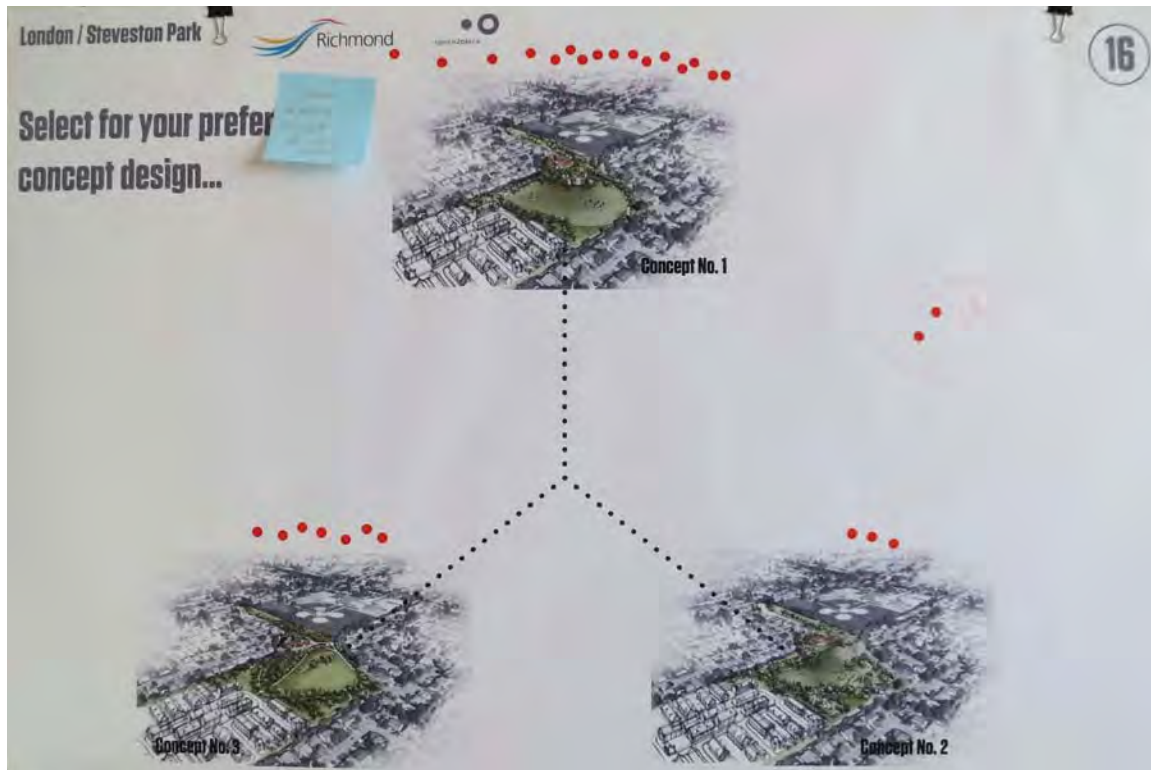 London / Steveston Park
Richmond
16
Select for your prefer
concept design...
Concept No. 1
Concept No. 3
Concept No. 2